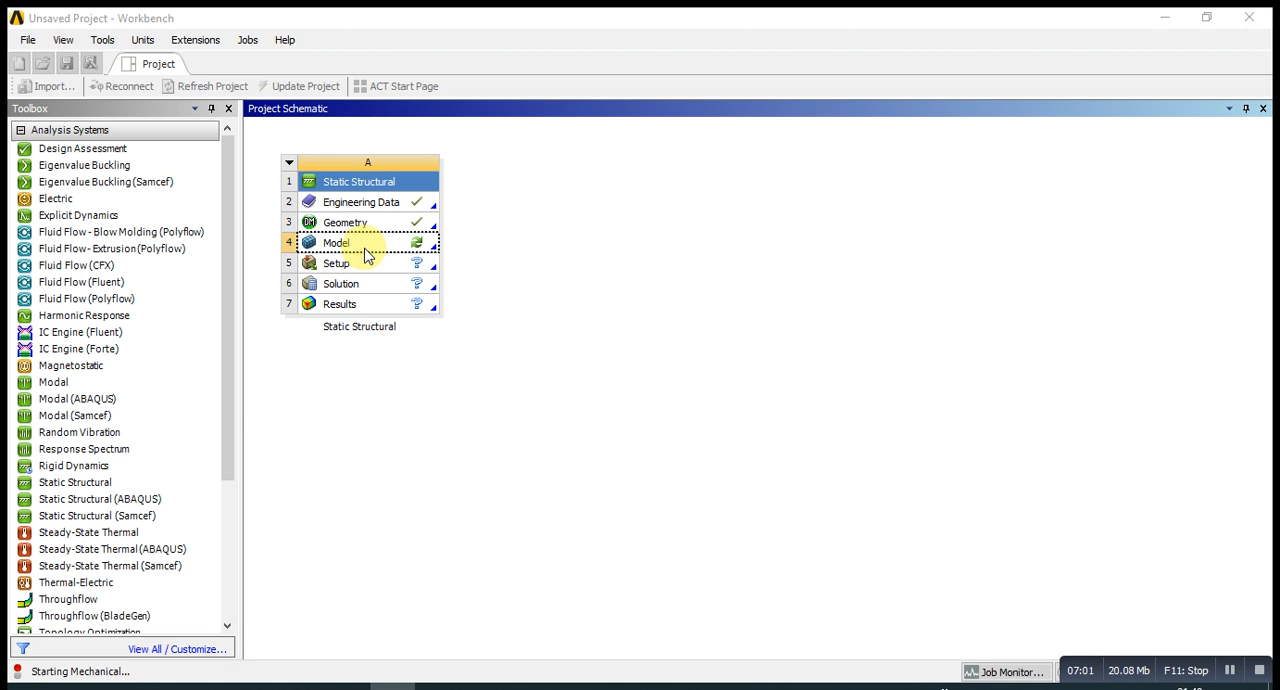 Unsaved Project - Workbench
File View Tools Units Extensions Jobs Help
Project
Import... Reconnect Refresh Project Update Project ACT Start Page
Toolbox
Project Schematic
Analysis Systems
Design Assessment
Eigenvalue Buckling
Eigenvalue Buckling (Samcef)
Electric
Explicit Dynamics
Fluid Flow - Blow Molding (Polyflow)
Fluid Flow - Extrusion (Polyflow)
Fluid Flow (CFX)
Fluid Flow (Fluent)
Fluid Flow (Polyflow)
Harmonic Response
IC Engine (Fluent)
IC Engine (Forte)
Magnetostatic
Modal
Modal (ABAQUS)
Modal (Samcef)
Random Vibration
Response Spectrum
Rigid Dynamics
Static Structural
Static Structural (ABAQUS)
Static Structural (Samcef)
Steady-State Thermal
Steady-State Thermal (ABAQUS)
Steady-State Thermal (Samcef)
Thermal-Electric
Throughflow
Throughflow (BladeGen)
Topology Optimization
View All / Customize...
A
1 Static Structural
2 Engineering Data
3 Geometry
4 Model
5 Setup
6 Solution
7 Results
Static Structural
Starting Mechanical...
Job Monitor...
07:01 20.08 Mb F11: Stop